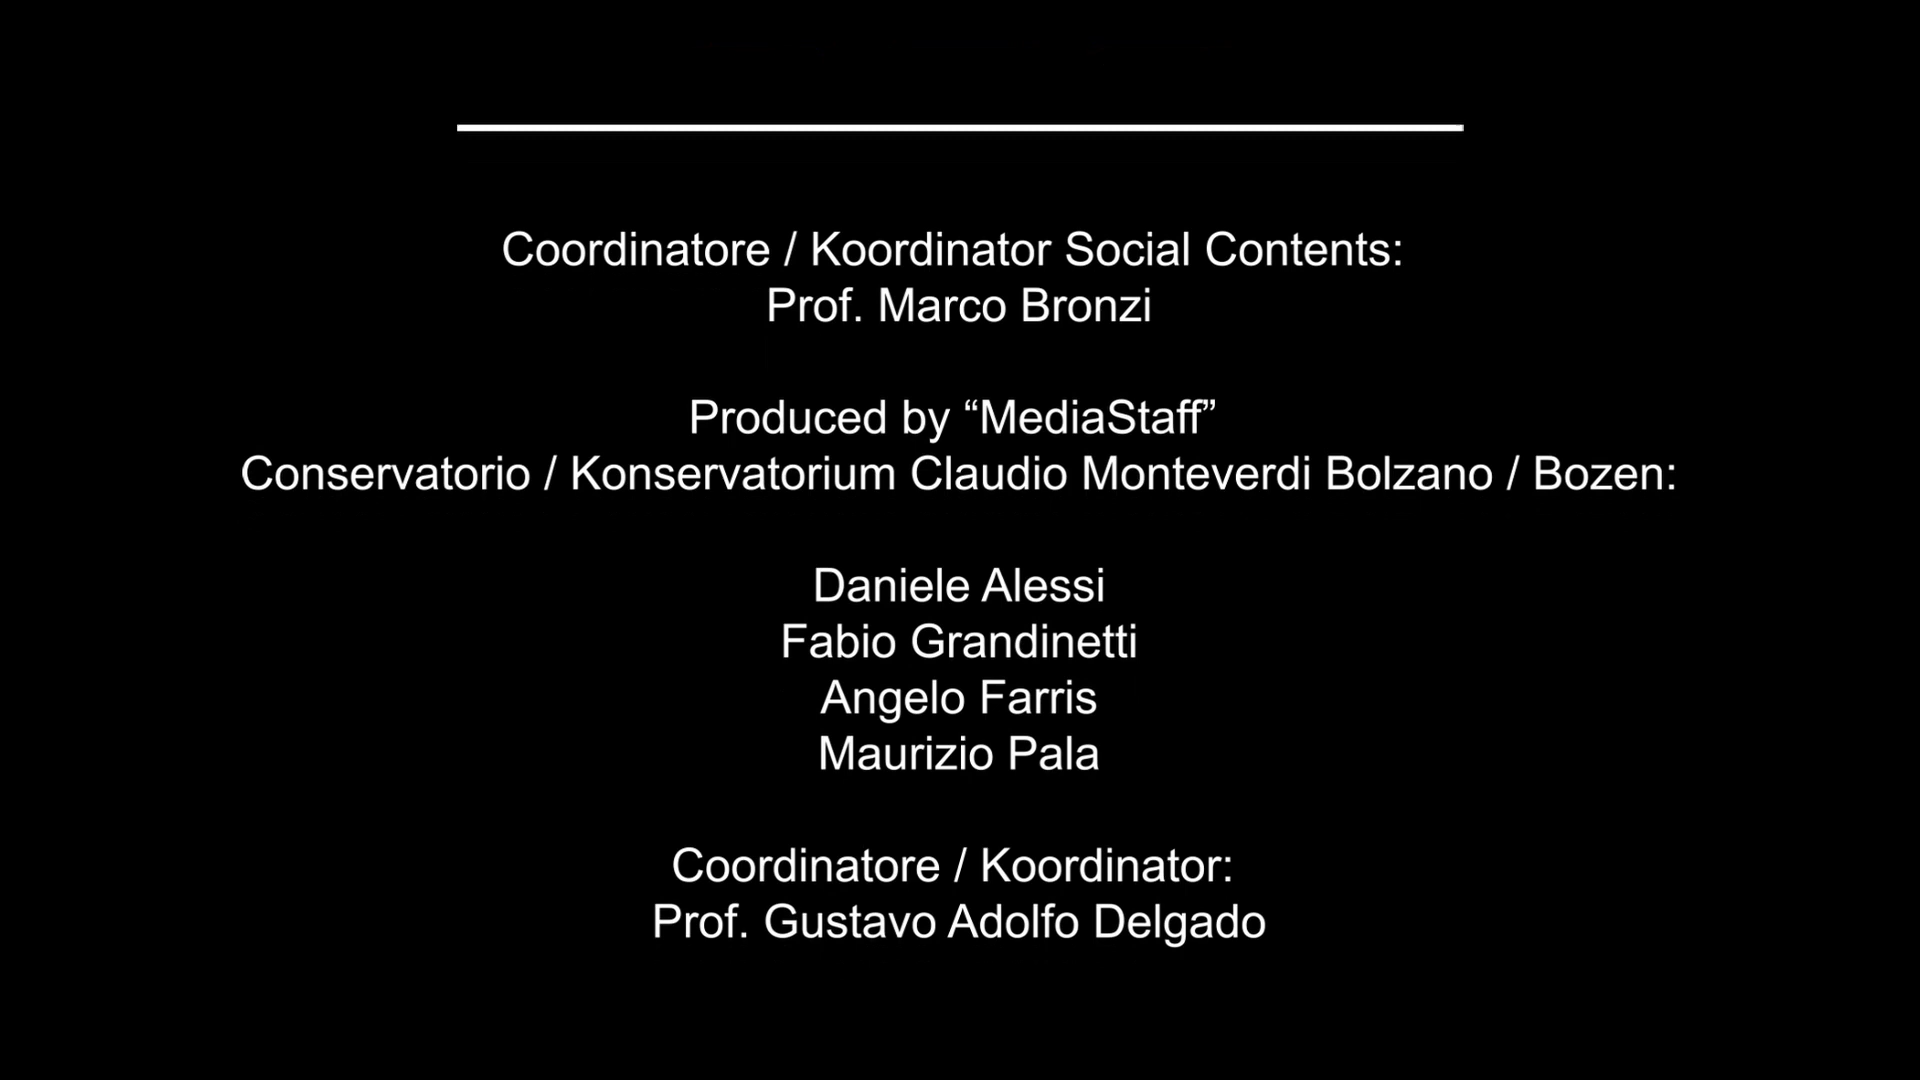 Coordinatore / Koordinator Social Contents:
Prof. Marco Bronzi
Produced by “MediaStaff”
Conservatorio / Konservatorium Claudio Monteverdi Bolzano / Bozen:
Daniele Alessi
Fabio Grandinetti
Angelo Farris
Maurizio Pala
Coordinatore / Koordinator:
Prof. Gustavo Adolfo Delgado